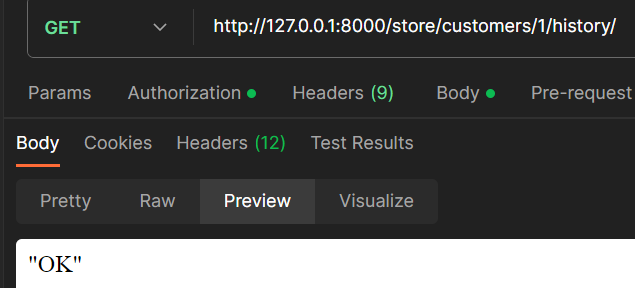 GET http://127.0.0.1:8000/store/customers/1/history/
Params Authorization Headers (9) Body Pre-request
Body Cookies Headers (12) Test Results
Pretty Raw Preview Visualize
"OK"